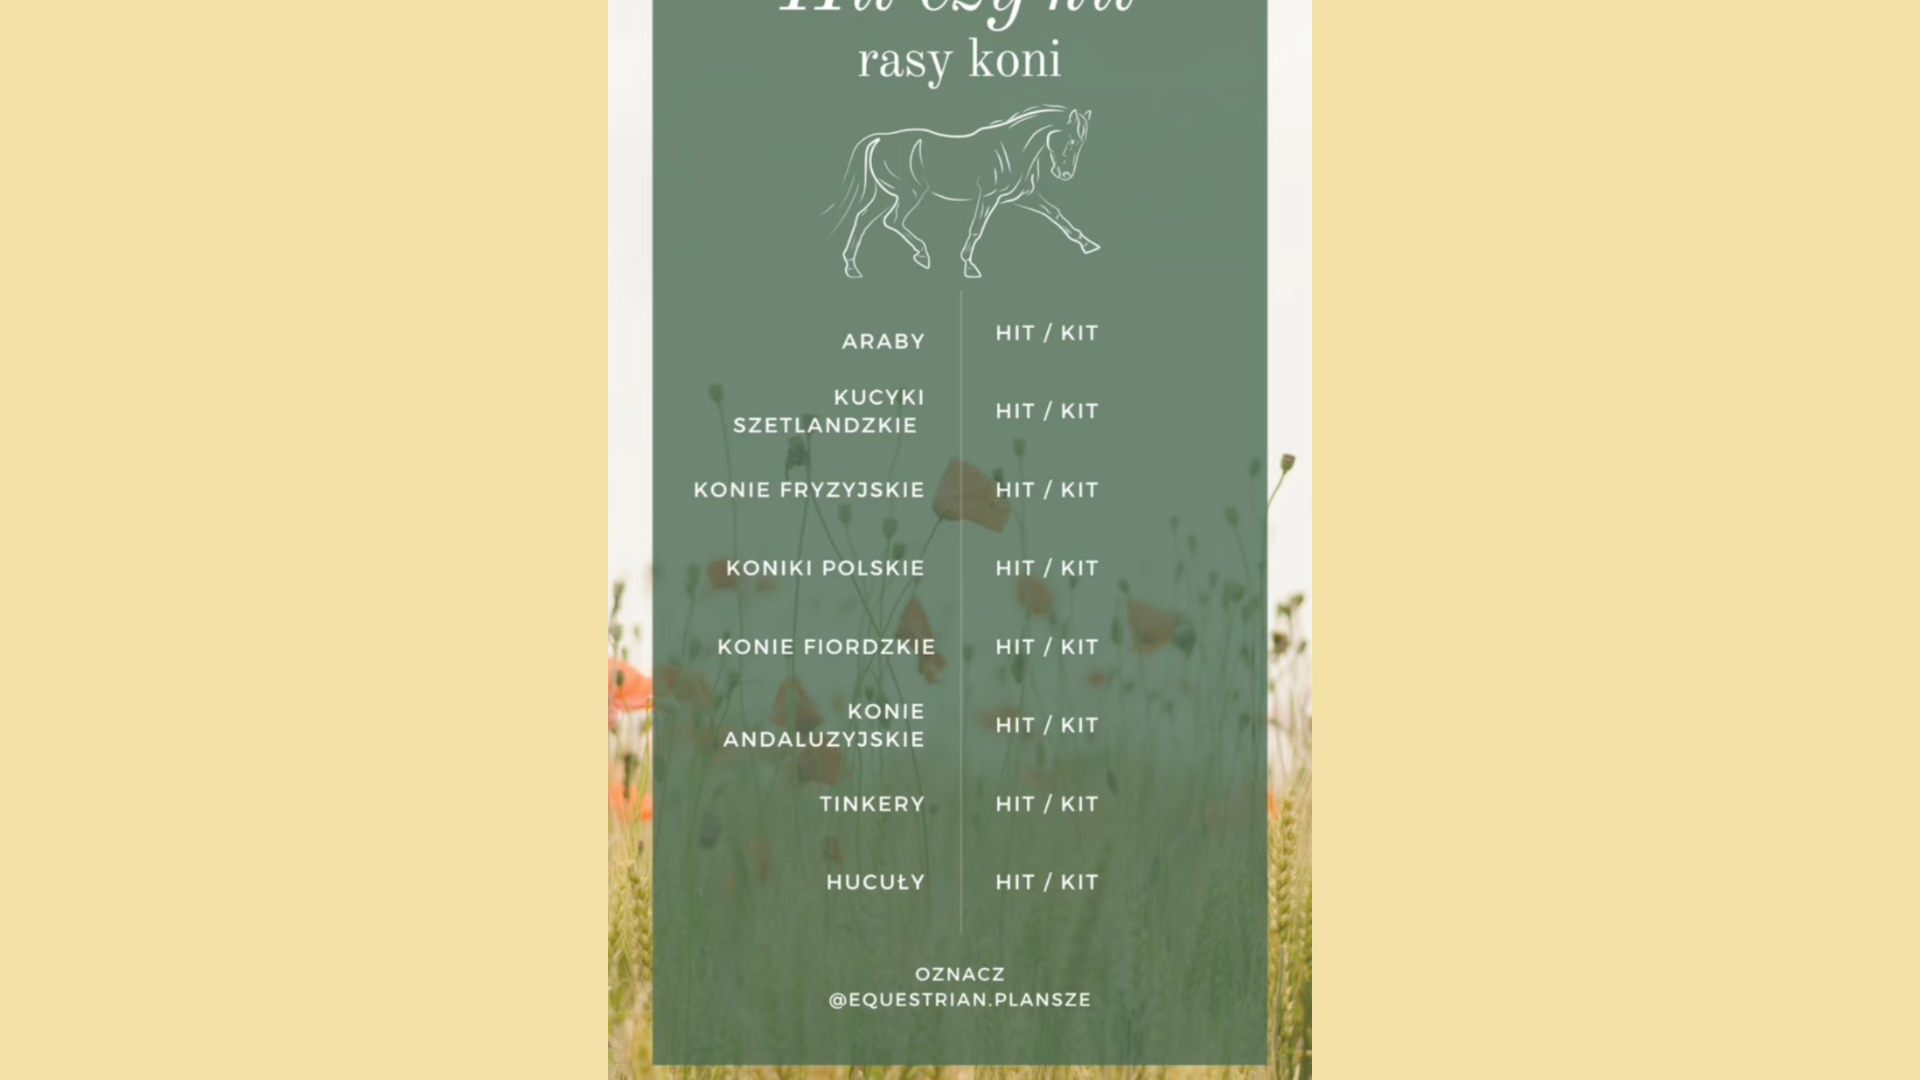 rasy koni
ARABY
HIT / KIT
KUCYKI
SZETLANDZKIE
HIT / KIT
KONIE FRYZYJSKIE
HIT / KIT
KONIKI POLSKIE
HIT / KIT
KONIE FIORDZKIE
HIT / KIT
KONIE
ANDALUZYJSKIE
HIT / KIT
TINKERY
HIT / KIT
HUCUŁY
HIT / KIT
OZNACZ
@EQUESTRIAN.PLANSZE